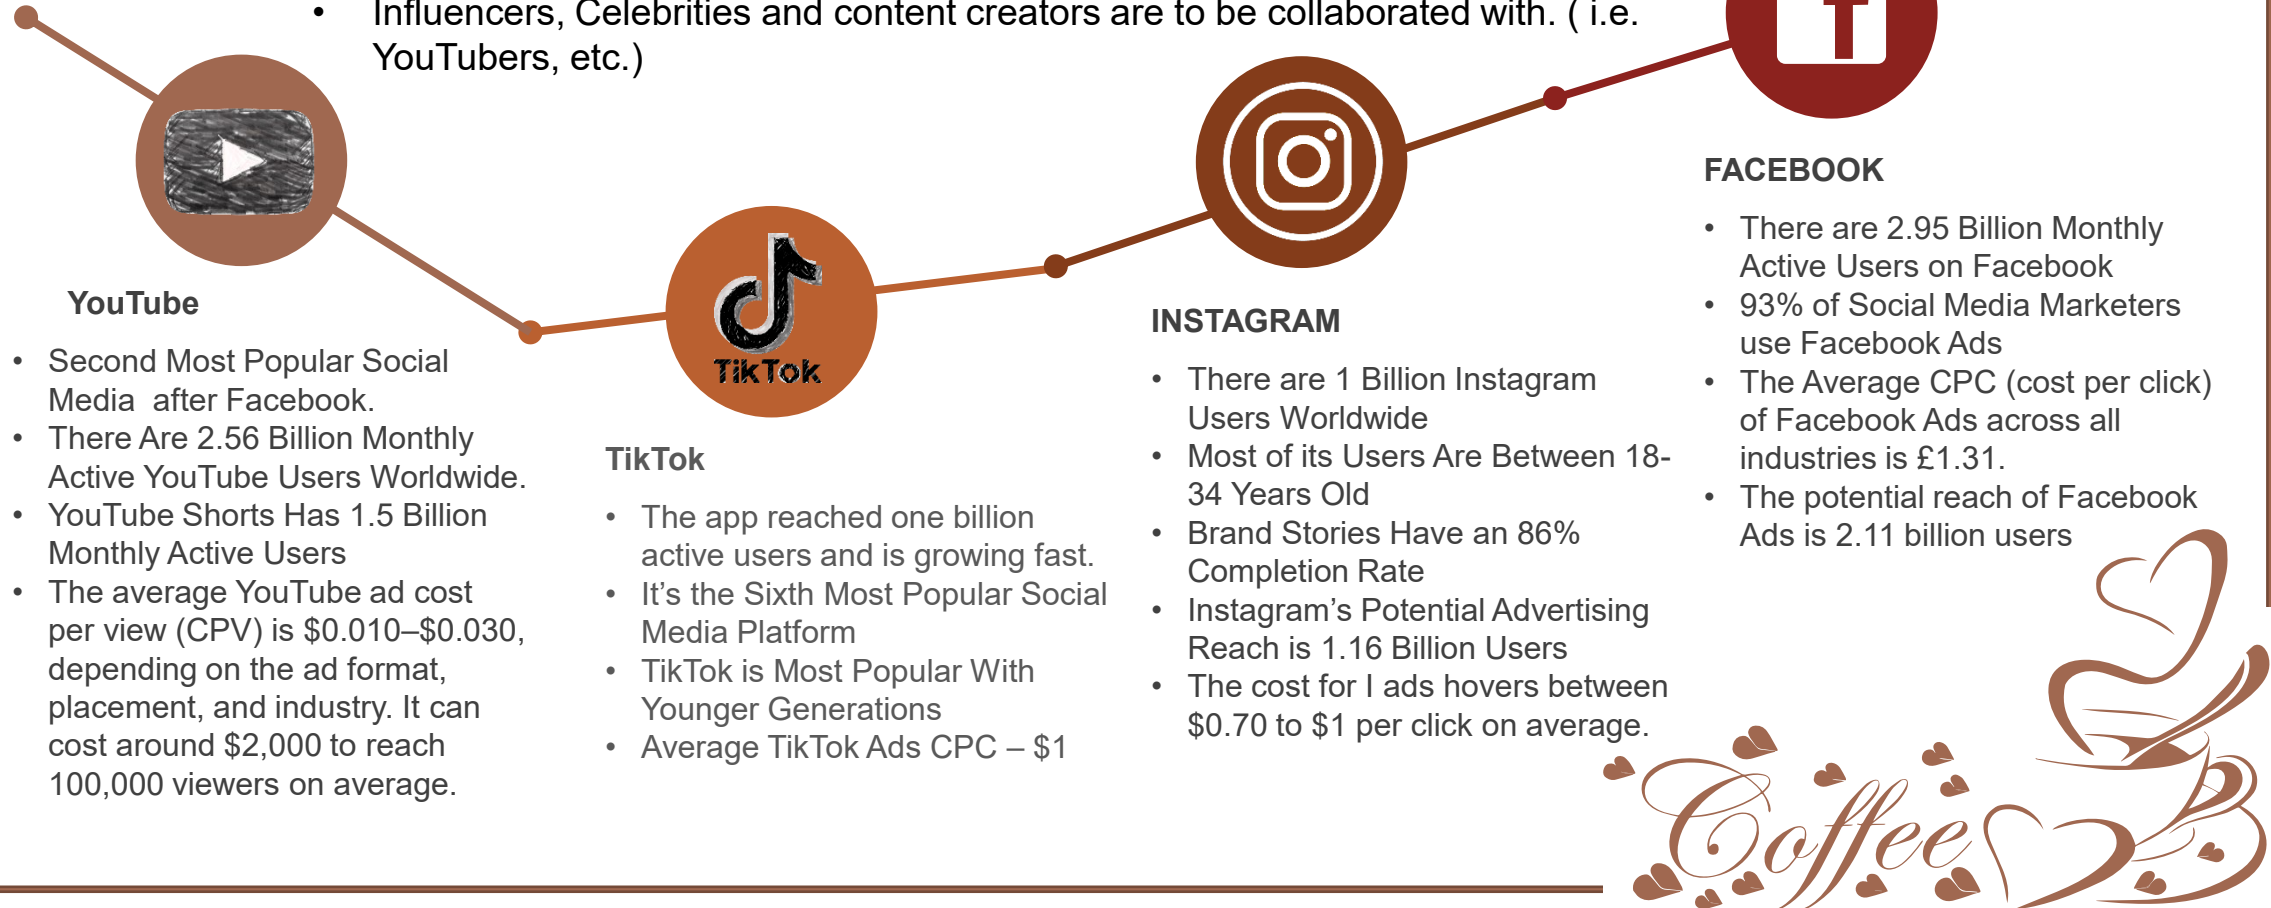 • Influencers, Celebrities and content creators are to be collaborated with. ( i.e.
YouTubers, etc.)
f
YouTube
• Second Most Popular Social
Media  after Facebook.
• There Are 2.56 Billion Monthly
Active YouTube Users Worldwide.
• YouTube Shorts Has 1.5 Billion
Monthly Active Users
• The average YouTube ad cost
per view (CPV) is $0.010–$0.030,
depending on the ad format,
placement, and industry. It can
cost around $2,000 to reach
100,000 viewers on average.
TikTok
TikTok
• The app reached one billion
active users and is growing fast.
• It’s the Sixth Most Popular Social
Media Platform
• TikTok is Most Popular With
Younger Generations
• Average TikTok Ads CPC – $1
INSTAGRAM
• There are 1 Billion Instagram
Users Worldwide
• Most of its Users Are Between 18-
34 Years Old
• Brand Stories Have an 86%
Completion Rate
• Instagram’s Potential Advertising
Reach is 1.16 Billion Users
• The cost for I ads hovers between
$0.70 to $1 per click on average.
FACEBOOK
• There are 2.95 Billion Monthly
Active Users on Facebook
• 93% of Social Media Marketers
use Facebook Ads
• The Average CPC (cost per click)
of Facebook Ads across all
industries is £1.31.
• The potential reach of Facebook
Ads is 2.11 billion users
Coffee